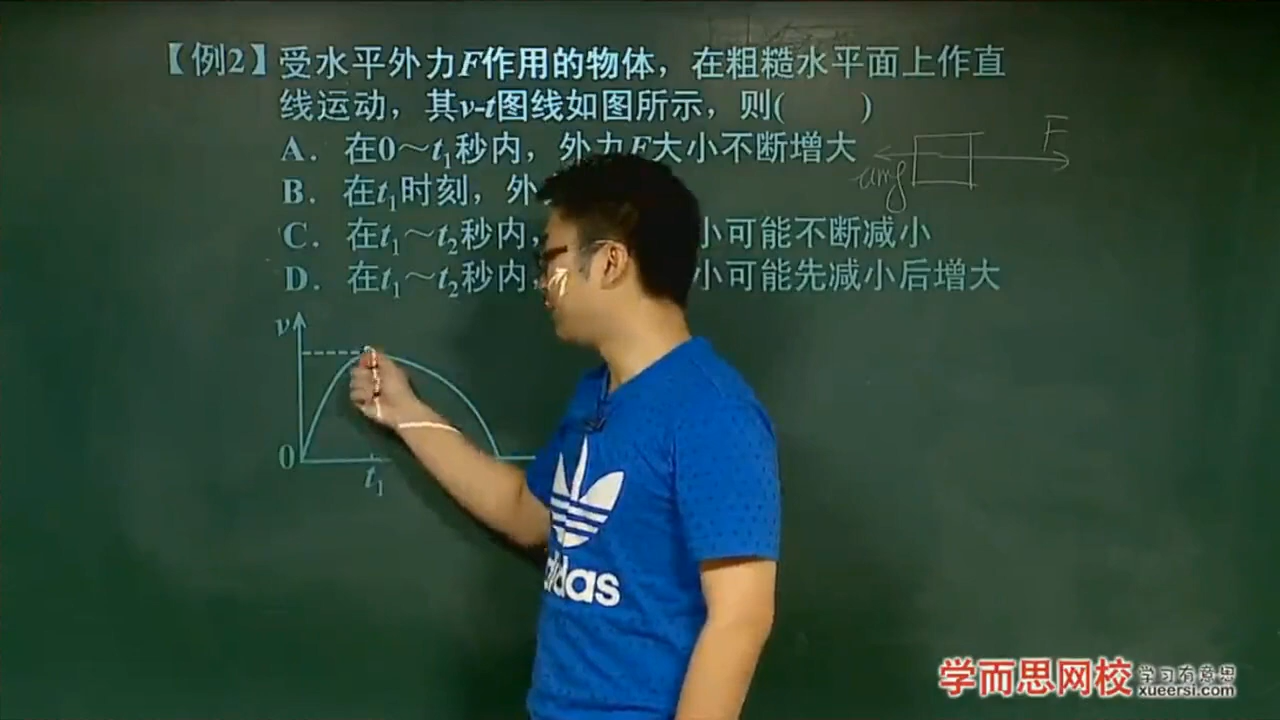 【例2】受水平外力F作用的物体，在粗糙水平面上作直
线运动，其v-t图线如图所示，则(　　)
A．在0～t₁秒内，外力F大小不断增大
B．在t₁时刻，外
C．在t₁～t₂秒内，小可能不断减小
D．在t₁～t₂秒内，小可能先减小后增大
F
μmg
v
0
t₁
adidas
学而思网校 学习有意思
xueersi.com